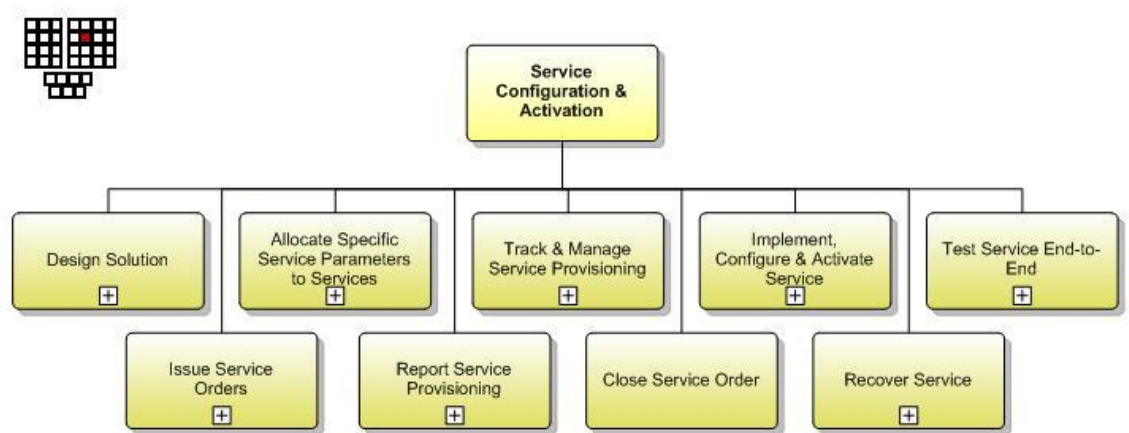 Service
Configuration &
Activation
Design Solution
Allocate Specific
Service Parameters
to Services
Track & Manage
Service Provisioning
Implement,
Configure & Activate
Service
Test Service End-to-
End
Issue Service
Orders
Report Service
Provisioning
Close Service Order
Recover Service